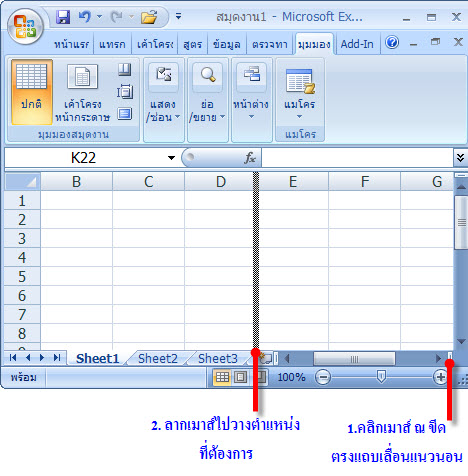 สมุดงาน1 - Microsoft Ex...
หน้าแรก แทรก เค้าโครง สูตร ข้อมูล ตรวจทา มุมมอง Add-In
ปกติ เค้าโครงหน้ากระดาษ แสดง/ซ่อน ย่อ/ขยาย หน้าต่าง แมโคร
มุมมองสมุดงาน แมโคร
K22 fx
B C D E F G
1
2
3
4
5
6
7
8
Sheet1 Sheet2 Sheet3
พร้อม 100%
2. ลากเมาส์ไปวางตำแหน่ง
ที่ต้องการ
1.คลิกเมาส์ ณ ขีด
ตรงแถบเลื่อนแนวนอน